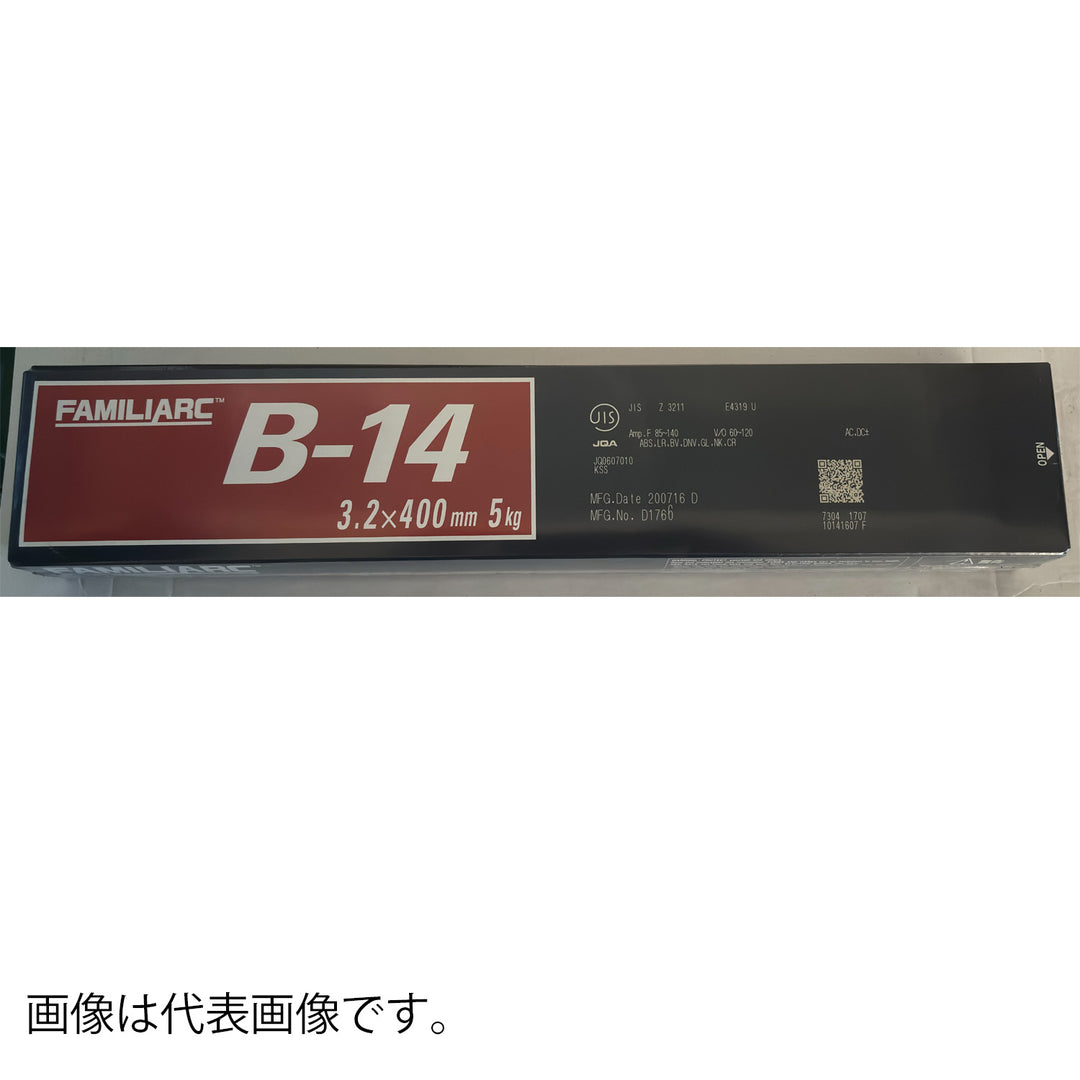 FAMILIARC™
B-14
3.2×400mm 5kg
JIS Z 3211 E4319 U
JIS
Amp.F 85~140 V/O 60~120 AC.DC±
JQA
ABS.LR.BV.DNV.GL.NK.CR
JQ0607010
KSS
MFG.Date 200716 D
MFG.No. D1766
7304 1707
10141607 F
OPEN
FAMILIARC™
画像は代表画像です。